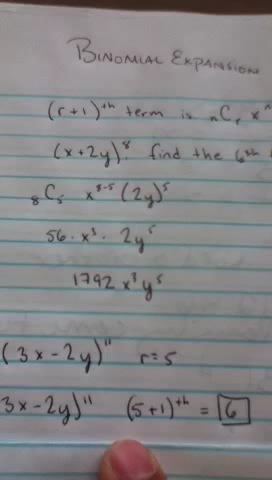 BINOMIAL EXPANSION
(r+1)ᵗʰ term is ₙCᵣ xⁿ
(x+2y)⁸. find the 6ᵗʰ
₈C₅ x⁸⁻⁵ (2y)⁵
56 · x³ · 2y⁵
1792 x³y⁵
(3x-2y)¹¹ r=5
3x-2y)¹¹ (5+1)ᵗʰ = 6